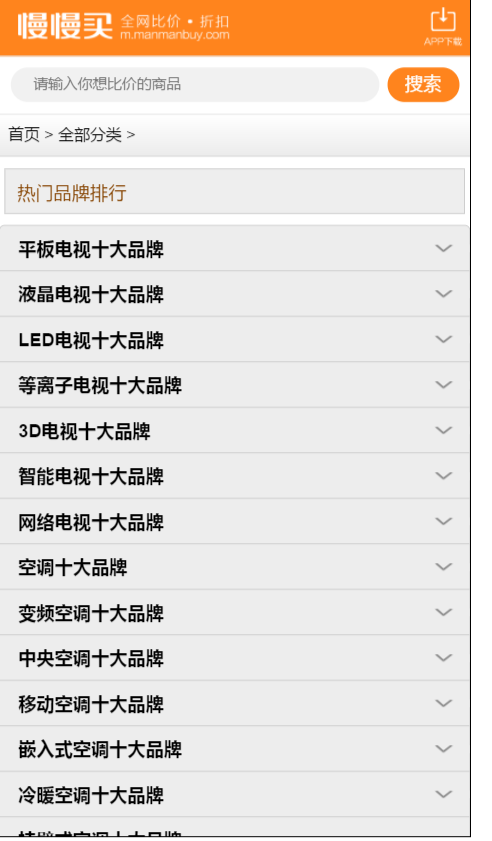 慢慢买 全网比价·折扣
m.manmanbuy.com
APP下载
请输入你想比价的商品 搜索
首页 > 全部分类 >
热门品牌排行
平板电视十大品牌
液晶电视十大品牌
LED电视十大品牌
等离子电视十大品牌
3D电视十大品牌
智能电视十大品牌
网络电视十大品牌
空调十大品牌
变频空调十大品牌
中央空调十大品牌
移动空调十大品牌
嵌入式空调十大品牌
冷暖空调十大品牌